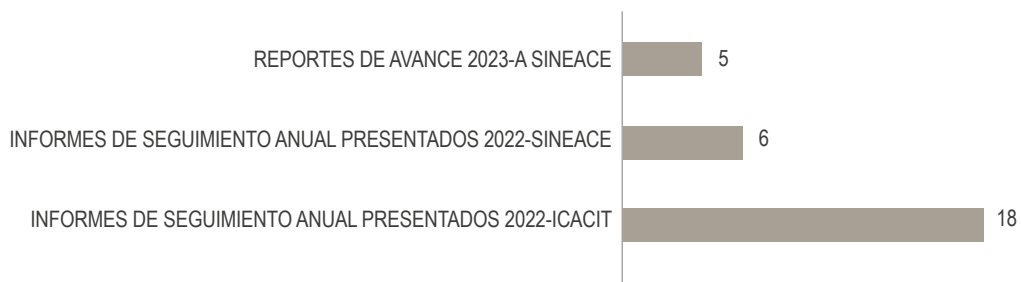 REPORTES DE AVANCE 2023-A SINEACE 5
INFORMES DE SEGUIMIENTO ANUAL PRESENTADOS 2022-SINEACE 6
INFORMES DE SEGUIMIENTO ANUAL PRESENTADOS 2022-ICACIT 18